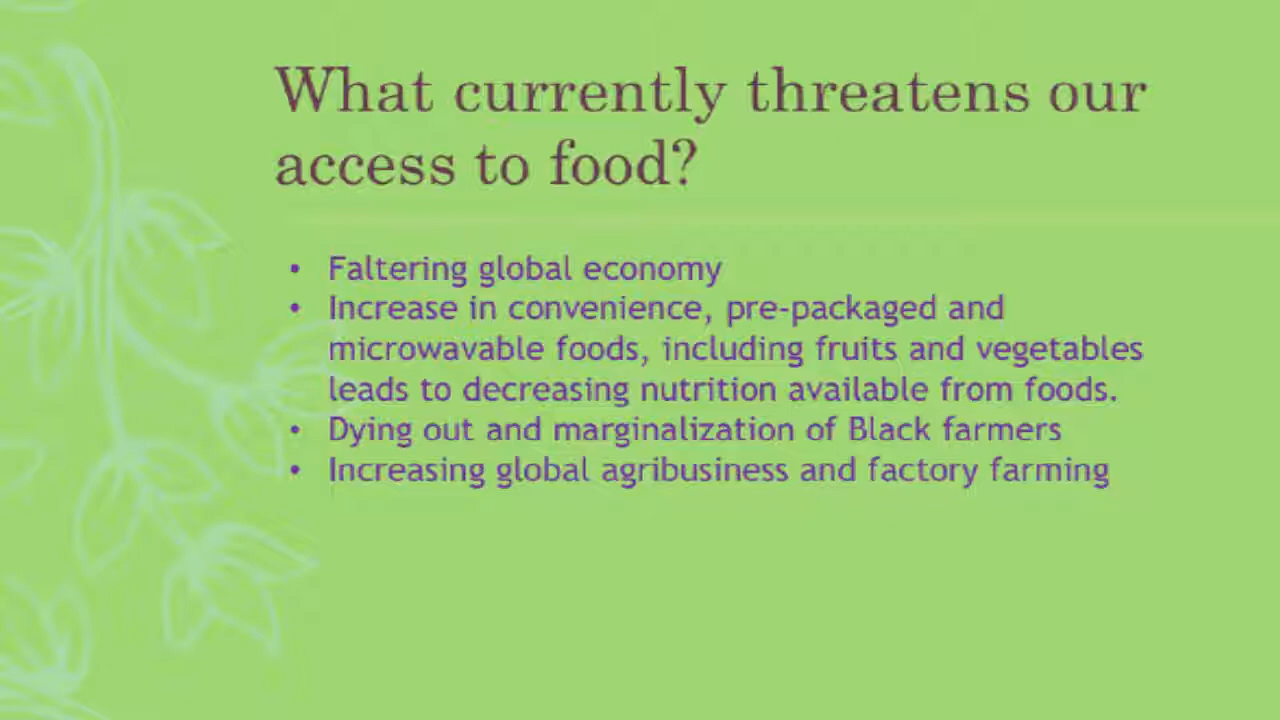 What currently threatens our
access to food?
• Faltering global economy
• Increase in convenience, pre-packaged and
microwavable foods, including fruits and vegetables
leads to decreasing nutrition available from foods.
• Dying out and marginalization of Black farmers
• Increasing global agribusiness and factory farming